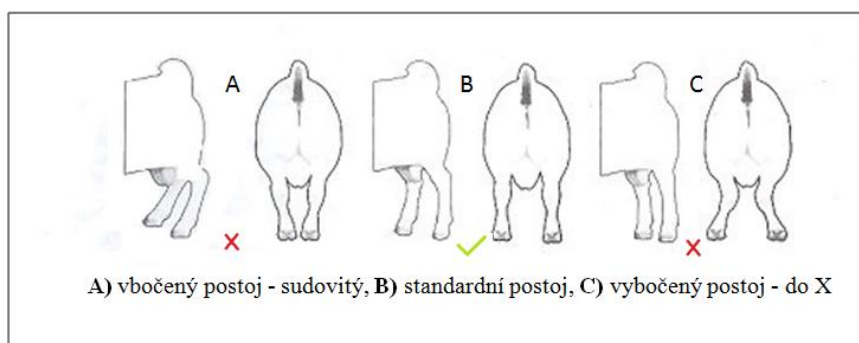 A B C
A) vbočený postoj - sudovitý, B) standardní postoj, C) vybočený postoj - do X